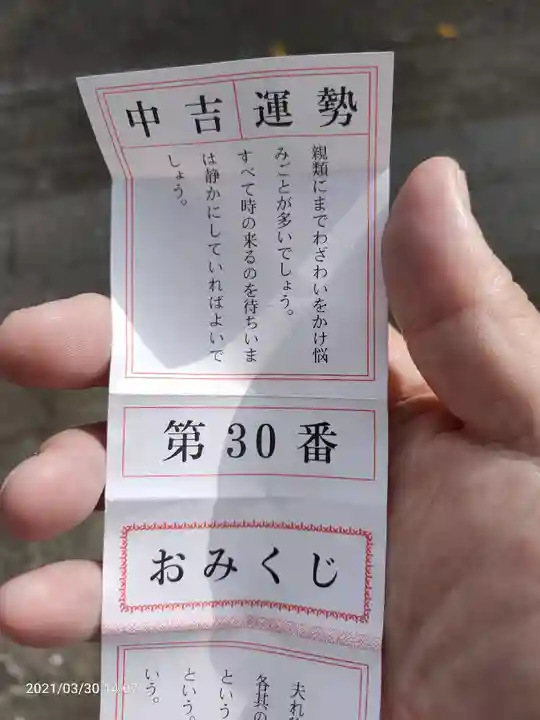 運勢
中吉
親類にまでわざわいをかけ悩
みごとが多いでしょう。
すべて時の来るのを待ちいま
は静かにしていればよいで
しょう。
第30番
おみくじ
夫れ
各其の
という
という。
いう。
2021/03/30 14:07